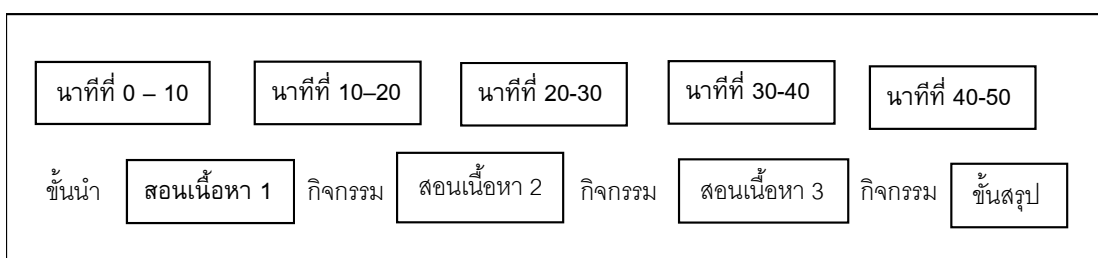 นาทีที่ 0 – 10 นาทีที่ 10–20 นาทีที่ 20-30 นาทีที่ 30-40 นาทีที่ 40-50
ขั้นนำ สอนเนื้อหา 1 กิจกรรม สอนเนื้อหา 2 กิจกรรม สอนเนื้อหา 3 กิจกรรม ขั้นสรุป